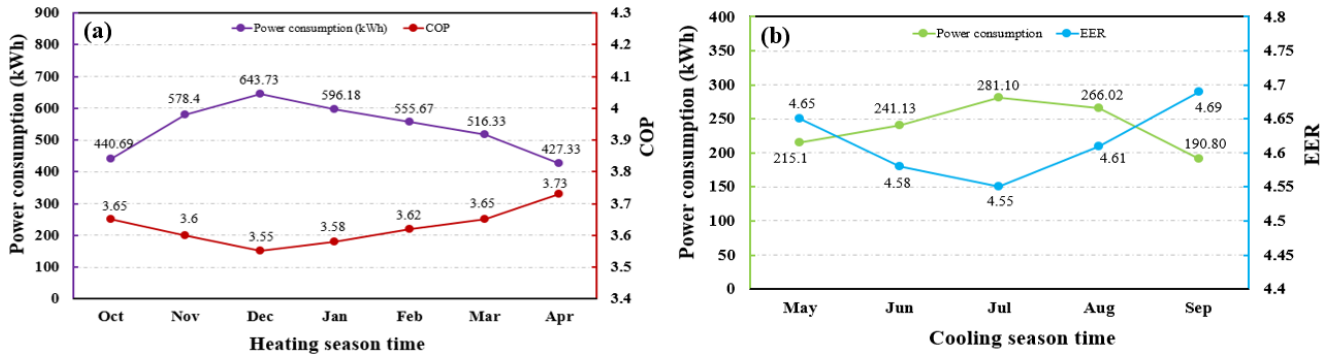 (a)
Power consumption (kWh)
COP
900
800
700
600
500
400
300
200
100
0
Power consumption (kWh)
4.3
4.2
4.1
4
3.9
3.8
3.7
3.6
3.5
3.4
COP
440.69
578.4
643.73
596.18
555.67
516.33
427.33
3.65
3.6
3.55
3.58
3.62
3.65
3.73
Oct
Nov
Dec
Jan
Feb
Mar
Apr
Heating season time
(b)
Power consumption
EER
400
350
300
250
200
150
100
50
0
Power consumption (kWh)
4.8
4.75
4.7
4.65
4.6
4.55
4.5
4.45
4.4
EER
4.65
241.13
281.10
266.02
4.69
215.1
4.58
4.55
4.61
190.80
May
Jun
Jul
Aug
Sep
Cooling season time